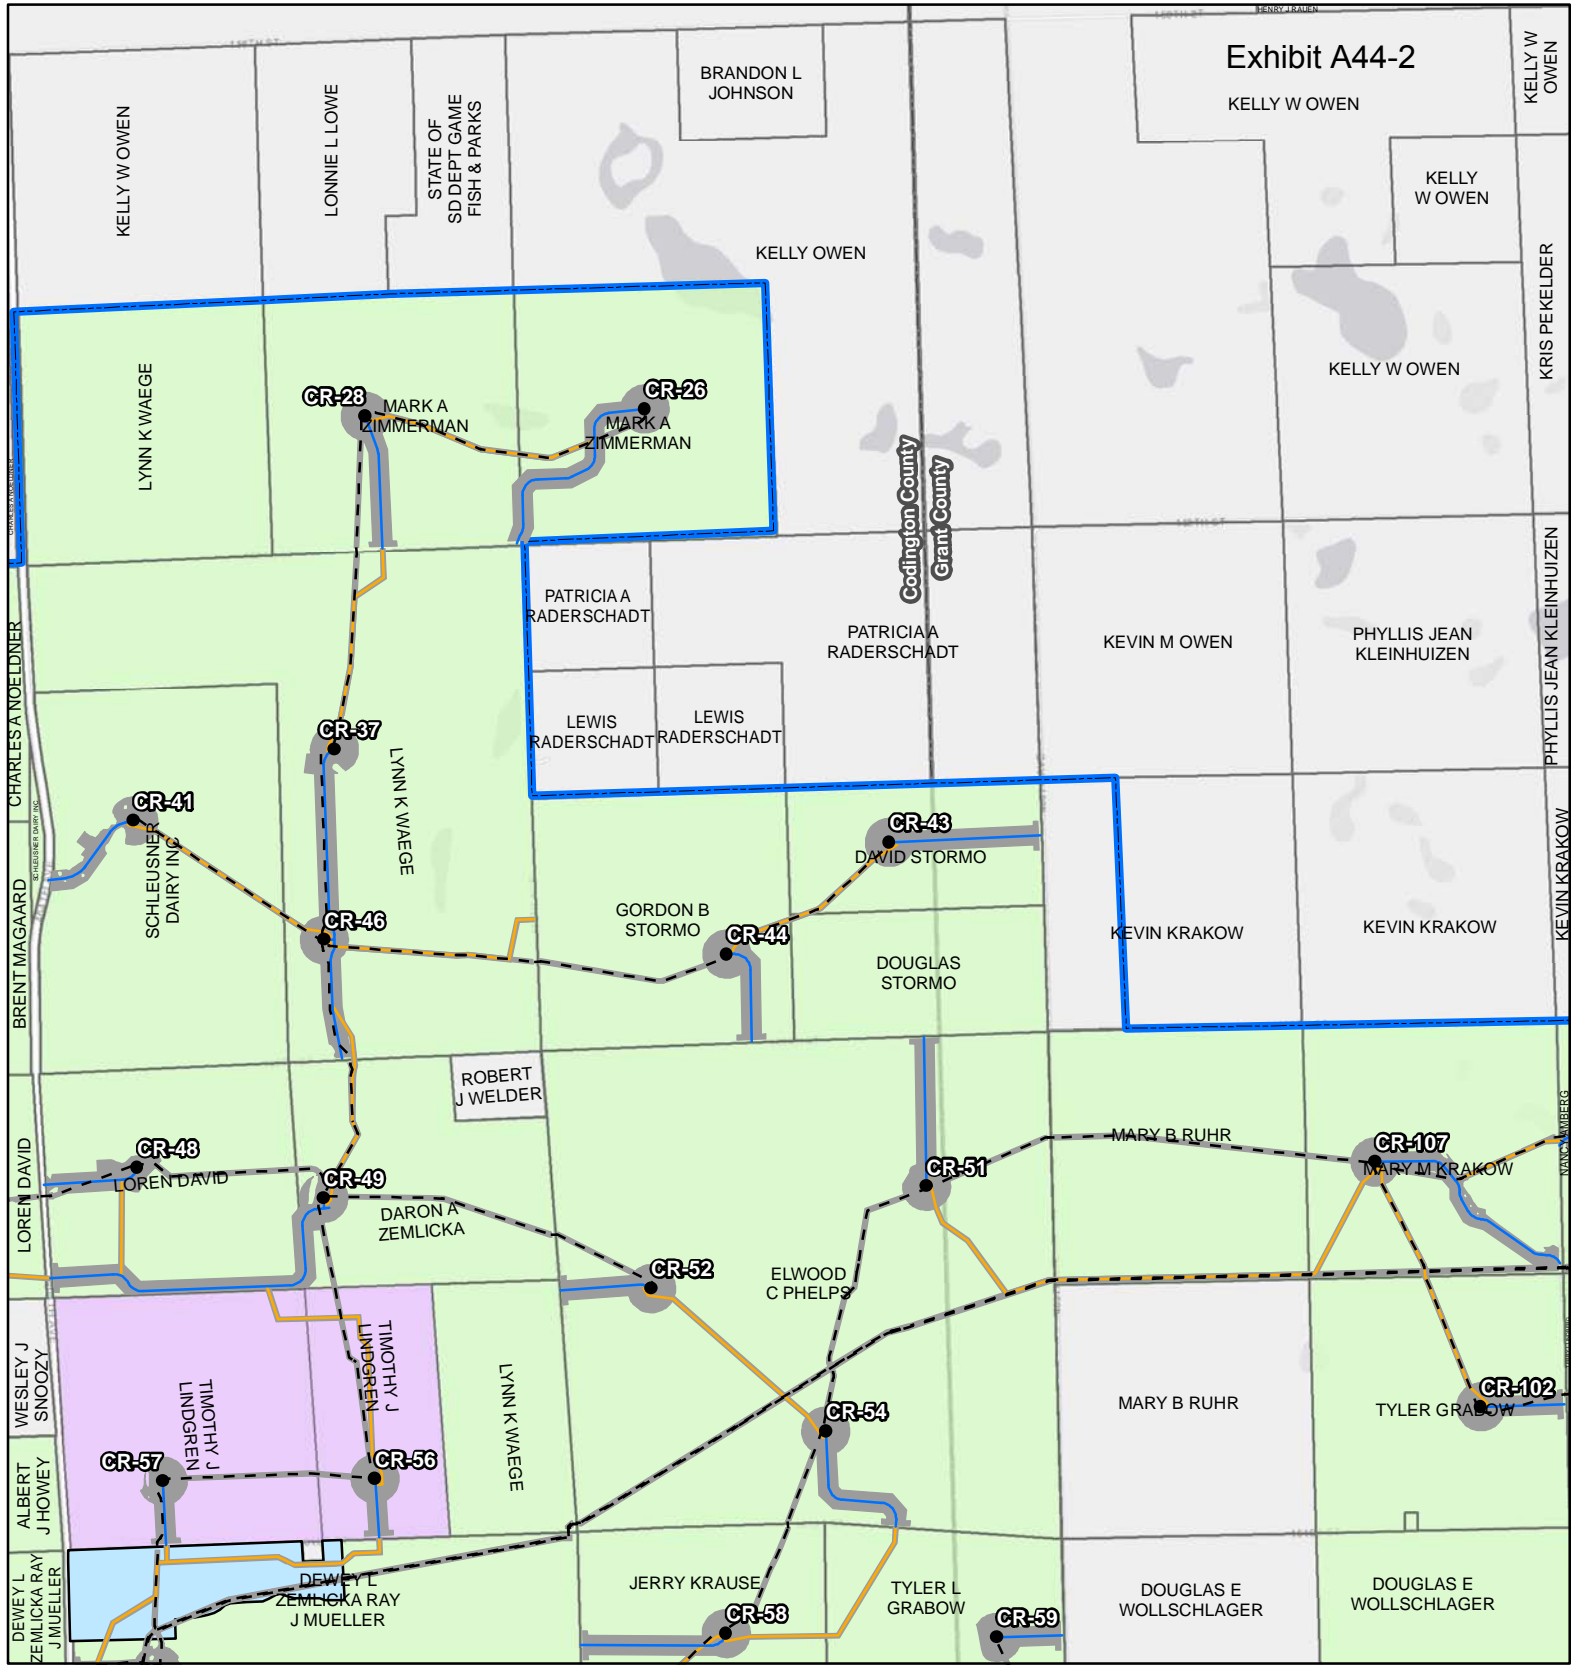 HENRY J RAUEN
Exhibit A44-2
KELLY W OWEN
KELLY W
OWEN
BRANDON L
JOHNSON
KELLY W OWEN
LONNIE L LOWE
STATE OF
SD DEPT GAME
FISH & PARKS
KELLY
W OWEN
KELLY OWEN
KRIS PEKELDER
KELLY W OWEN
LYNN K WAEGE
CR-28
MARK A
ZIMMERMAN
CR-26
MARK A
ZIMMERMAN
CHARLES A NOELDNER
Codington County
Grant County
PATRICIA A
RADERSCHADT
PATRICIA A
RADERSCHADT
KEVIN M OWEN
PHYLLIS JEAN
KLEINHUIZEN
PHYLLIS JEAN KLEINHUIZEN
CHARLES A NOELDNER
LEWIS
RADERSCHADT
LEWIS
RADERSCHADT
CR-37
LYNN K WAEGE
CR-41
SCHLEUSNER DAIRY INC
SCHLEUSNER
DAIRY INC
CR-43
DAVID STORMO
BRENT MAGAARD
CR-46
GORDON B
STORMO
CR-44
DOUGLAS
STORMO
KEVIN KRAKOW
KEVIN KRAKOW
KEVIN KRAKOW
ROBERT
J WELDER
LOREN DAVID
CR-48
LOREN DAVID
CR-49
DARON A
ZEMLICKA
CR-51
MARY B RUHR
CR-107
MARY M KRAKOW
CR-52
ELWOOD
C PHELPS
WESLEY J
SNOOZY
TIMOTHY J
LINDGREN
TIMOTHY J
LINDGREN
LYNN K WAEGE
CR-54
MARY B RUHR
CR-102
TYLER GRABOW
ALBERT
J HOWEY
CR-57
CR-56
DEWEY L
ZEMLICKA RAY
J MUELLER
DEWEY L
ZEMLICKA RAY
J MUELLER
JERRY KRAUSE
CR-58
TYLER L
GRABOW
CR-59
DOUGLAS E
WOLLSCHLAGER
DOUGLAS E
WOLLSCHLAGER